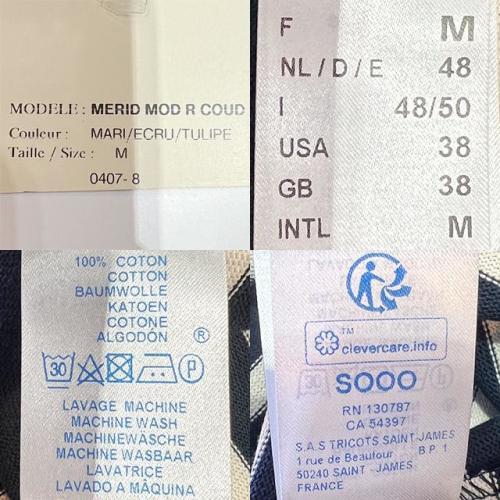 MODELE : MERID MOD R COUD
Couleur : MARI/ECRU/TULIPE
Taille / Size : M
0407- 8
F M
NL / D / E 48
I 48/50
USA 38
GB 38
INTL M
100% COTON
COTTON
BAUMWOLLE
KATOEN
COTONE
ALGODÓN ®
30 P
LAVAGE MACHINE
MACHINE WASH
MACHINEWÄSCHE
MACHINE WASBAAR
LAVATRICE
LAVADO A MÂQUINA
TM
clevercare.info
SOOO
RN 130787
CA 54397
S.A.S TRICOTS SAINT-JAMES
1 rue de Beaufour B.P. 1
50240 SAINT-JAMES
FRANCE